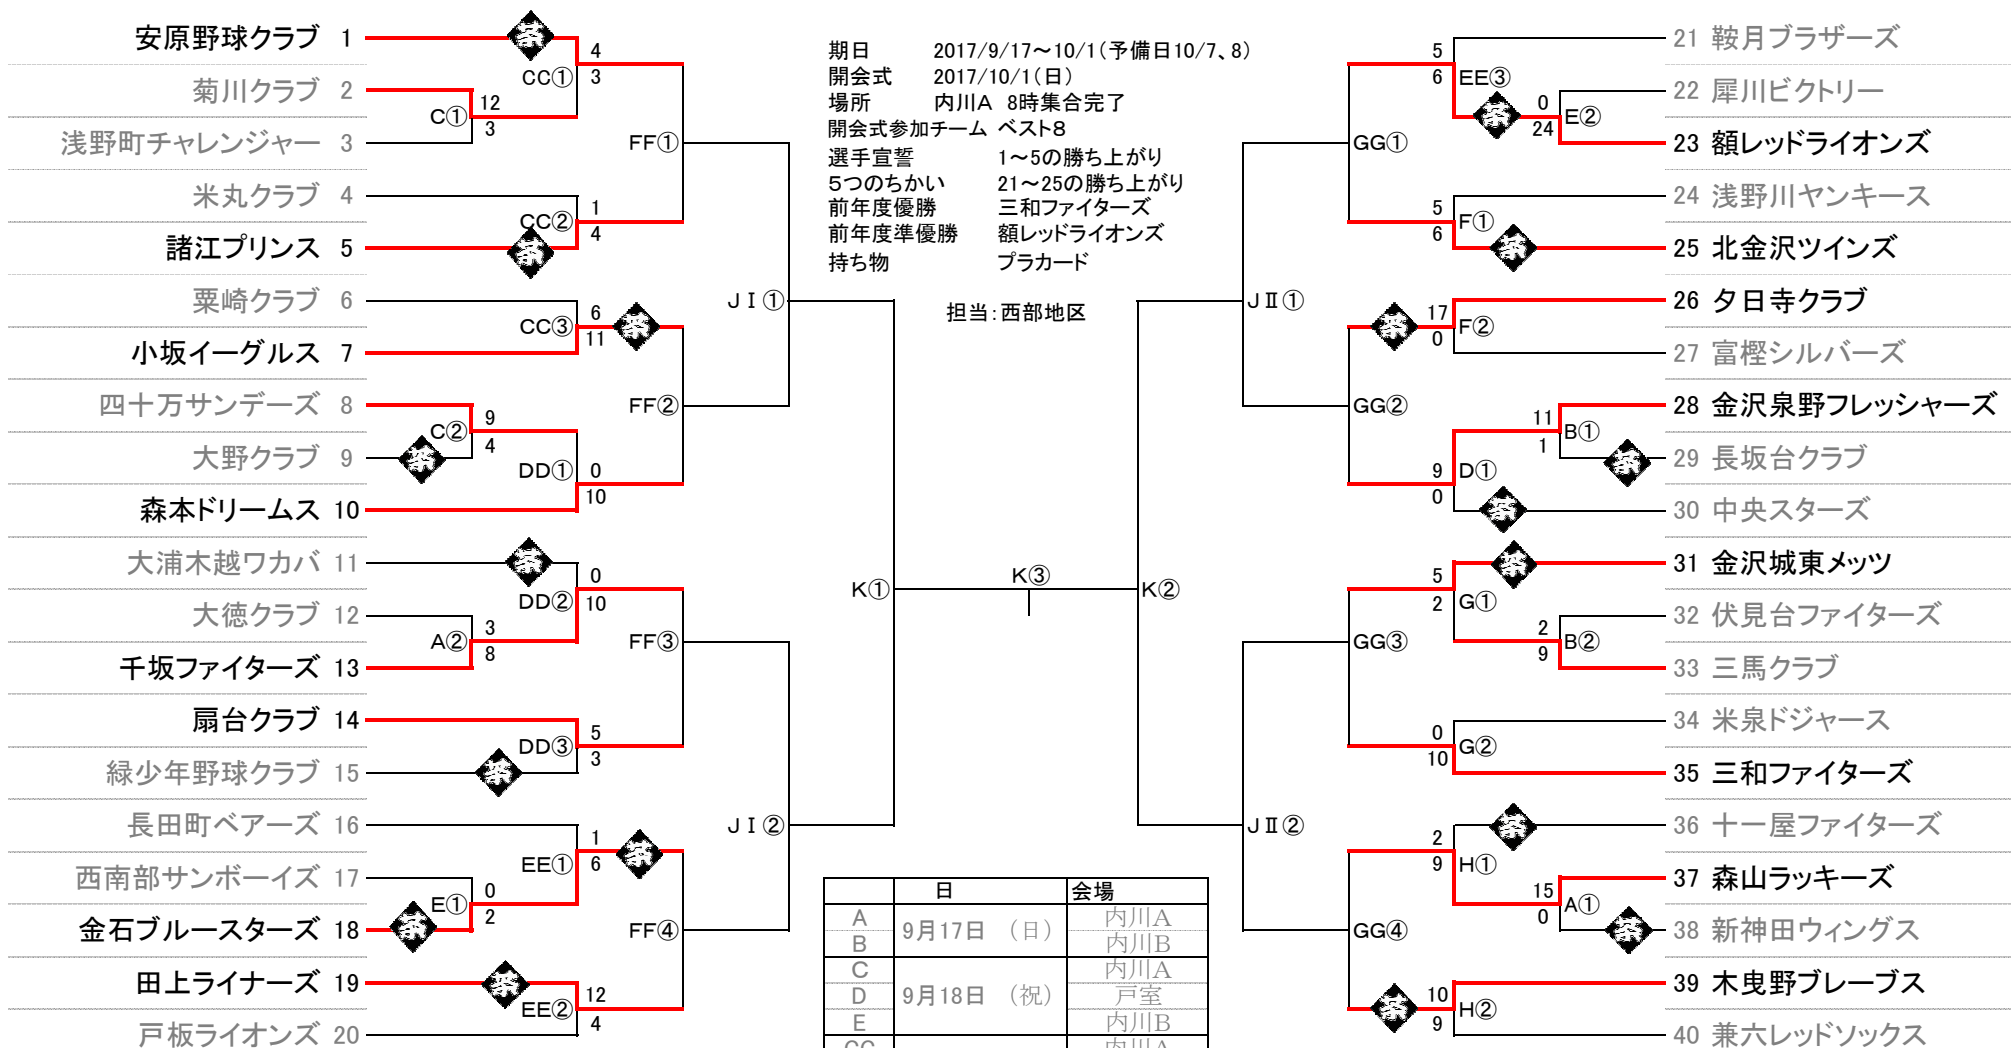 安原野球クラブ 1
菊川クラブ 2
浅野町チャレンジャー 3
米丸クラブ 4
諸江プリンス 5
粟崎クラブ 6
小坂イーグルス 7
四十万サンデーズ 8
大野クラブ 9
森本ドリームス 10
大浦木越ワカバ 11
大徳クラブ 12
千坂ファイターズ 13
扇台クラブ 14
緑少年野球クラブ 15
長田町ベアーズ 16
西南部サンボーイズ 17
金石ブルースターズ 18
田上ライナーズ 19
戸板ライオンズ 20
4
CC①
3
12
C①
3
1
CC②
4
6
CC③
11
9
C②
4
0
DD①
10
0
DD②
10
3
A②
8
5
DD③
3
1
EE①
6
0
E①
2
12
EE②
4
FF①
FF②
FF③
FF④
JⅠ①
JⅠ②
K①
K③
K②
期日 2017/9/17～10/1(予備日10/7、8)
開会式 2017/10/1(日)
場所 内川A 8時集合完了
開会式参加チーム ベスト8
選手宣誓 1～5の勝ち上がり
5つのちかい 21～25の勝ち上がり
前年度優勝 三和ファイターズ
前年度準優勝 額レッドライオンズ
持ち物 プラカード
担当:西部地区
日 会場
A 9月17日 (日) 内川A
B 内川B
C 内川A
D 9月18日 (祝) 戸室
E 内川B
CC 内川A
JⅡ①
JⅡ②
GG①
GG②
GG③
GG④
5
EE③
6
0
E②
24
5
F①
6
17
F②
0
11
B①
1
9
D①
0
5
G①
2
2
B②
9
0
G②
10
2
H①
9
15
A①
0
10
H②
9
21 鞍月ブラザーズ
22 犀川ビクトリー
23 額レッドライオンズ
24 浅野川ヤンキース
25 北金沢ツインズ
26 夕日寺クラブ
27 富樫シルバーズ
28 金沢泉野フレッシャーズ
29 長坂台クラブ
30 中央スターズ
31 金沢城東メッツ
32 伏見台ファイターズ
33 三馬クラブ
34 米泉ドジャース
35 三和ファイターズ
36 十一屋ファイターズ
37 森山ラッキーズ
38 新神田ウィングス
39 木曳野ブレーブス
40 兼六レッドソックス